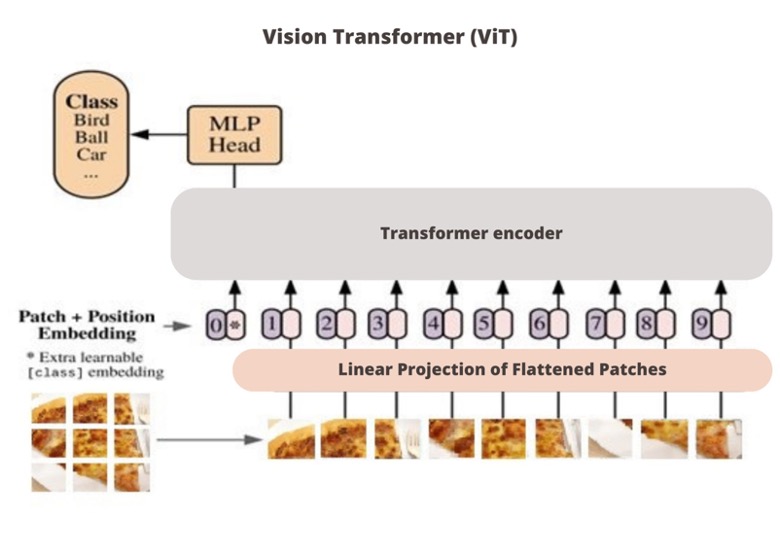 Vision Transformer (ViT)
Class
Bird
Ball
Car
...
MLP
Head
Transformer encoder
Patch + Position
Embedding
0 * 1 2 3 4 5 6 7 8 9
* Extra learnable
[class] embedding
Linear Projection of Flattened Patches